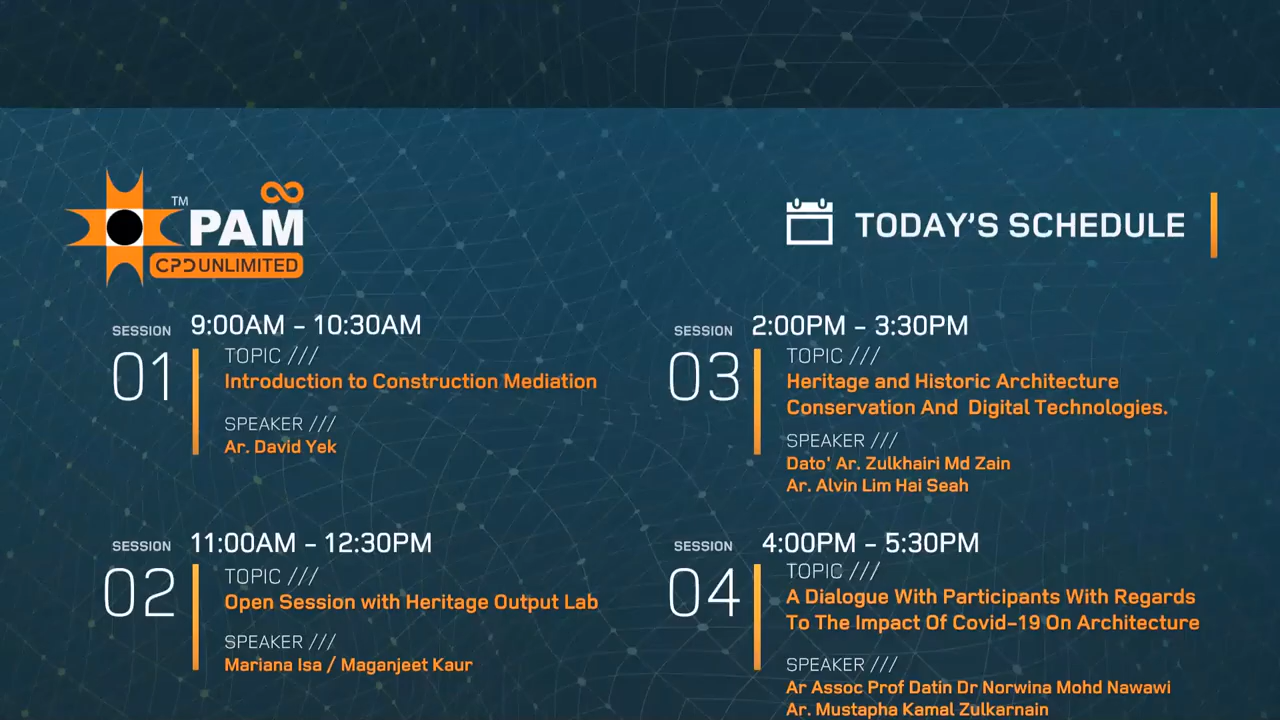 TM
PAM
CPD UNLIMITED
TODAY'S SCHEDULE
SESSION
01
9:00AM - 10:30AM
TOPIC ///
Introduction to Construction Mediation
SPEAKER ///
Ar. David Yek
SESSION
02
11:00AM - 12:30PM
TOPIC ///
Open Session with Heritage Output Lab
SPEAKER ///
Mariana Isa / Maganjeet Kaur
SESSION
03
2:00PM - 3:30PM
TOPIC ///
Heritage and Historic Architecture
Conservation And  Digital Technologies.
SPEAKER ///
Dato' Ar. Zulkhairi Md Zain
Ar. Alvin Lim Hai Seah
SESSION
04
4:00PM - 5:30PM
TOPIC ///
A Dialogue With Participants With Regards
To The Impact Of Covid-19 On Architecture
SPEAKER ///
Ar Assoc Prof Datin Dr Norwina Mohd Nawawi
Ar. Mustapha Kamal Zulkarnain